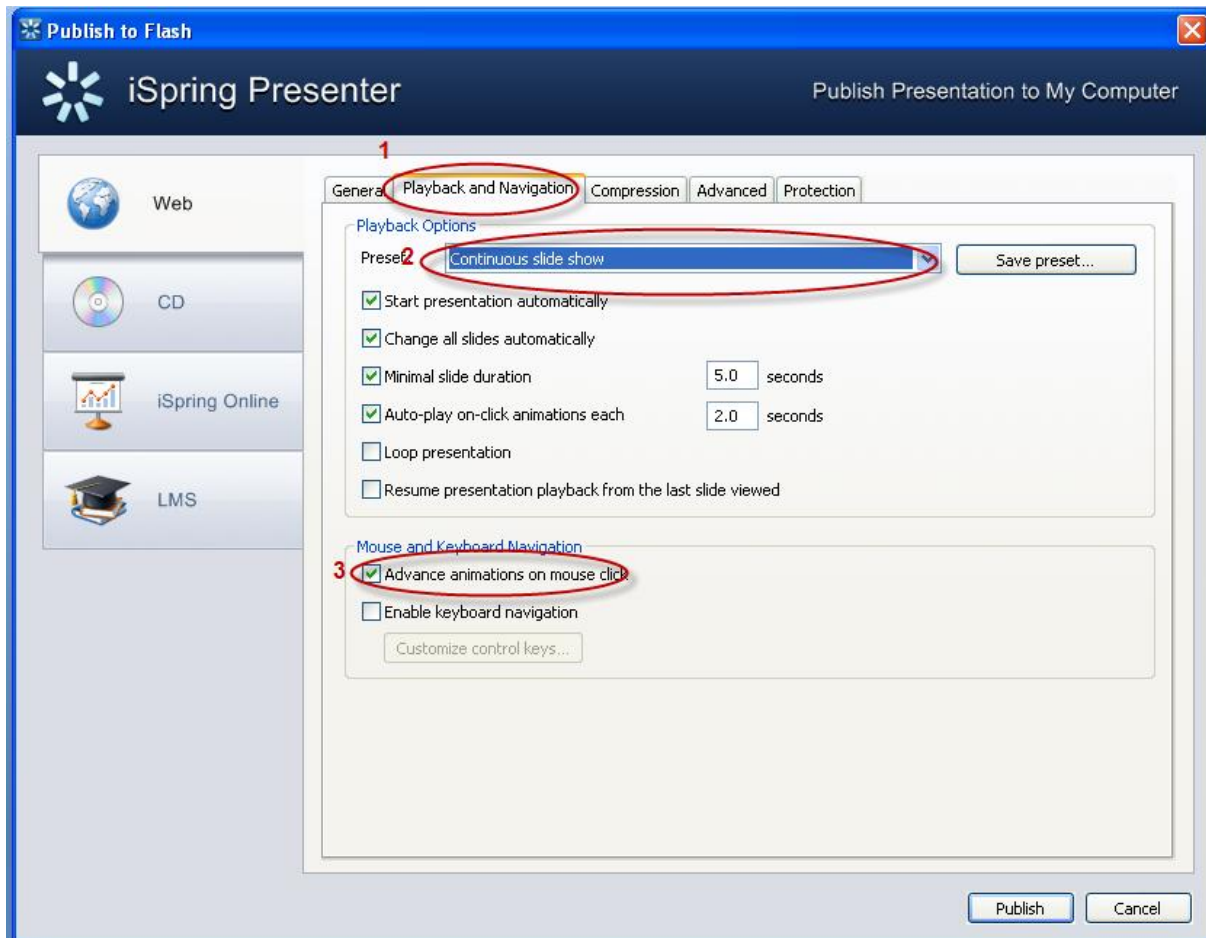 Publish to Flash
iSpring Presenter
Publish Presentation to My Computer
1
Web
CD
iSpring Online
LMS
General Playback and Navigation Compression Advanced Protection
Playback Options
Preset 2 Continuous slide show Save preset...
Start presentation automatically
Change all slides automatically
Minimal slide duration 5.0 seconds
Auto-play on-click animations each 2.0 seconds
Loop presentation
Resume presentation playback from the last slide viewed
Mouse and Keyboard Navigation
3 Advance animations on mouse click
Enable keyboard navigation
Customize control keys...
Publish Cancel